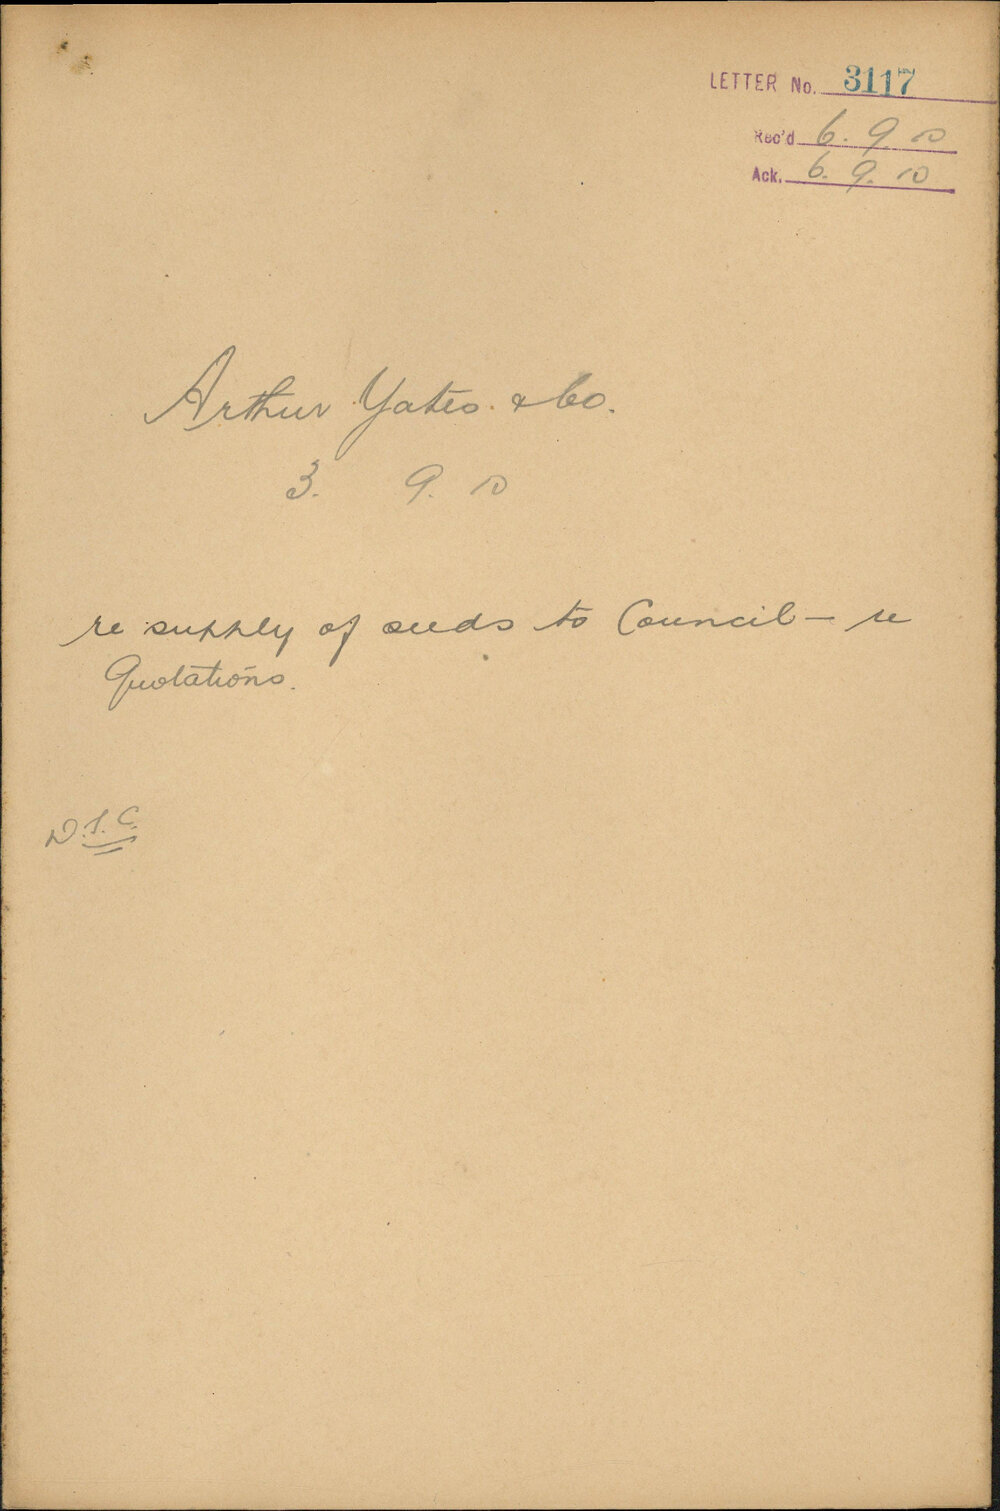 LETTER No. 3117
Rec'd 6. 9 10
Ack. 6. 9. 10
Arthur Yates & Co.
3. 9. 10
re supply of seeds to Council – re
Quotations.